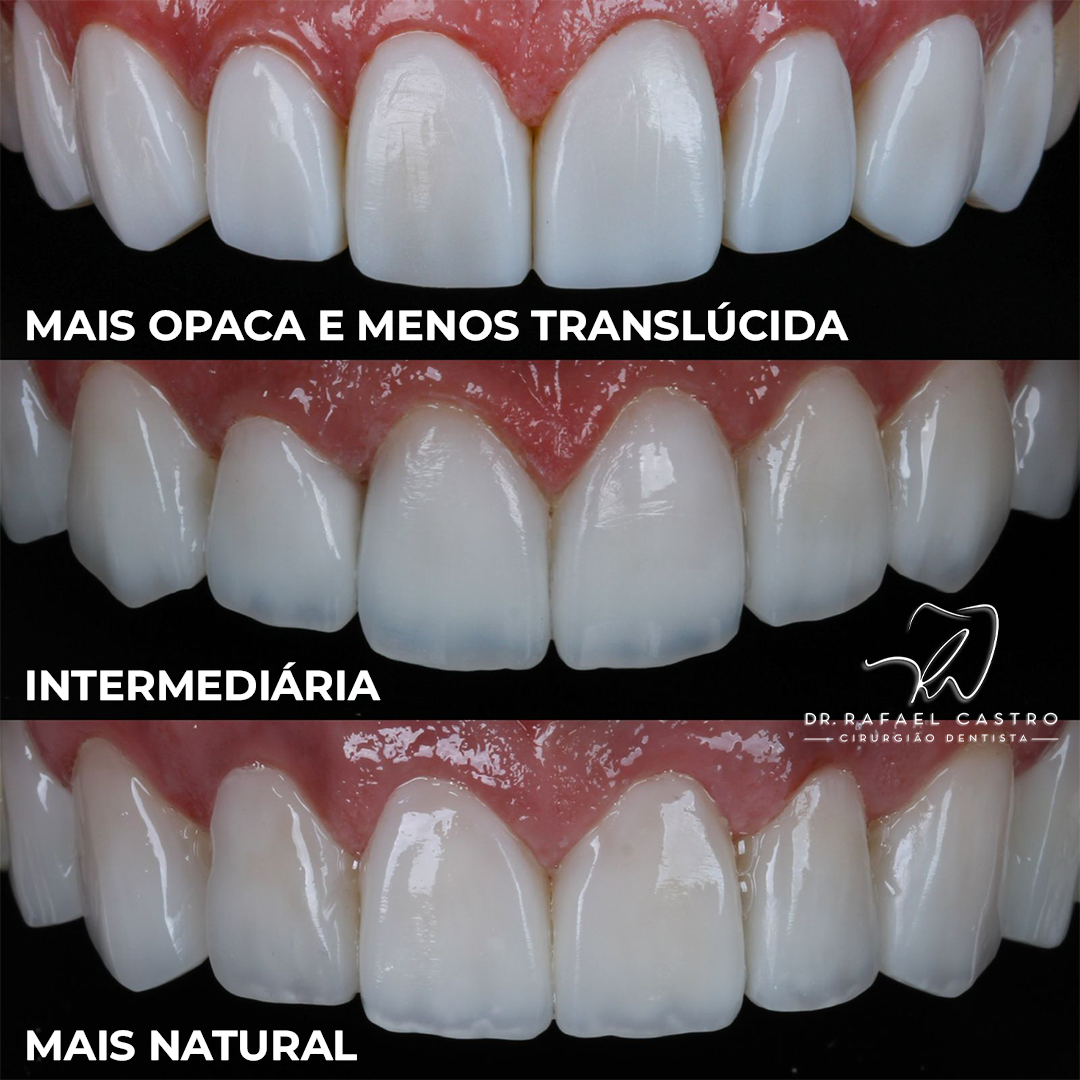 MAIS OPACA E MENOS TRANSLÚCIDA
INTERMEDIÁRIA
DR. RAFAEL CASTRO
CIRURGIÃO DENTISTA
MAIS NATURAL